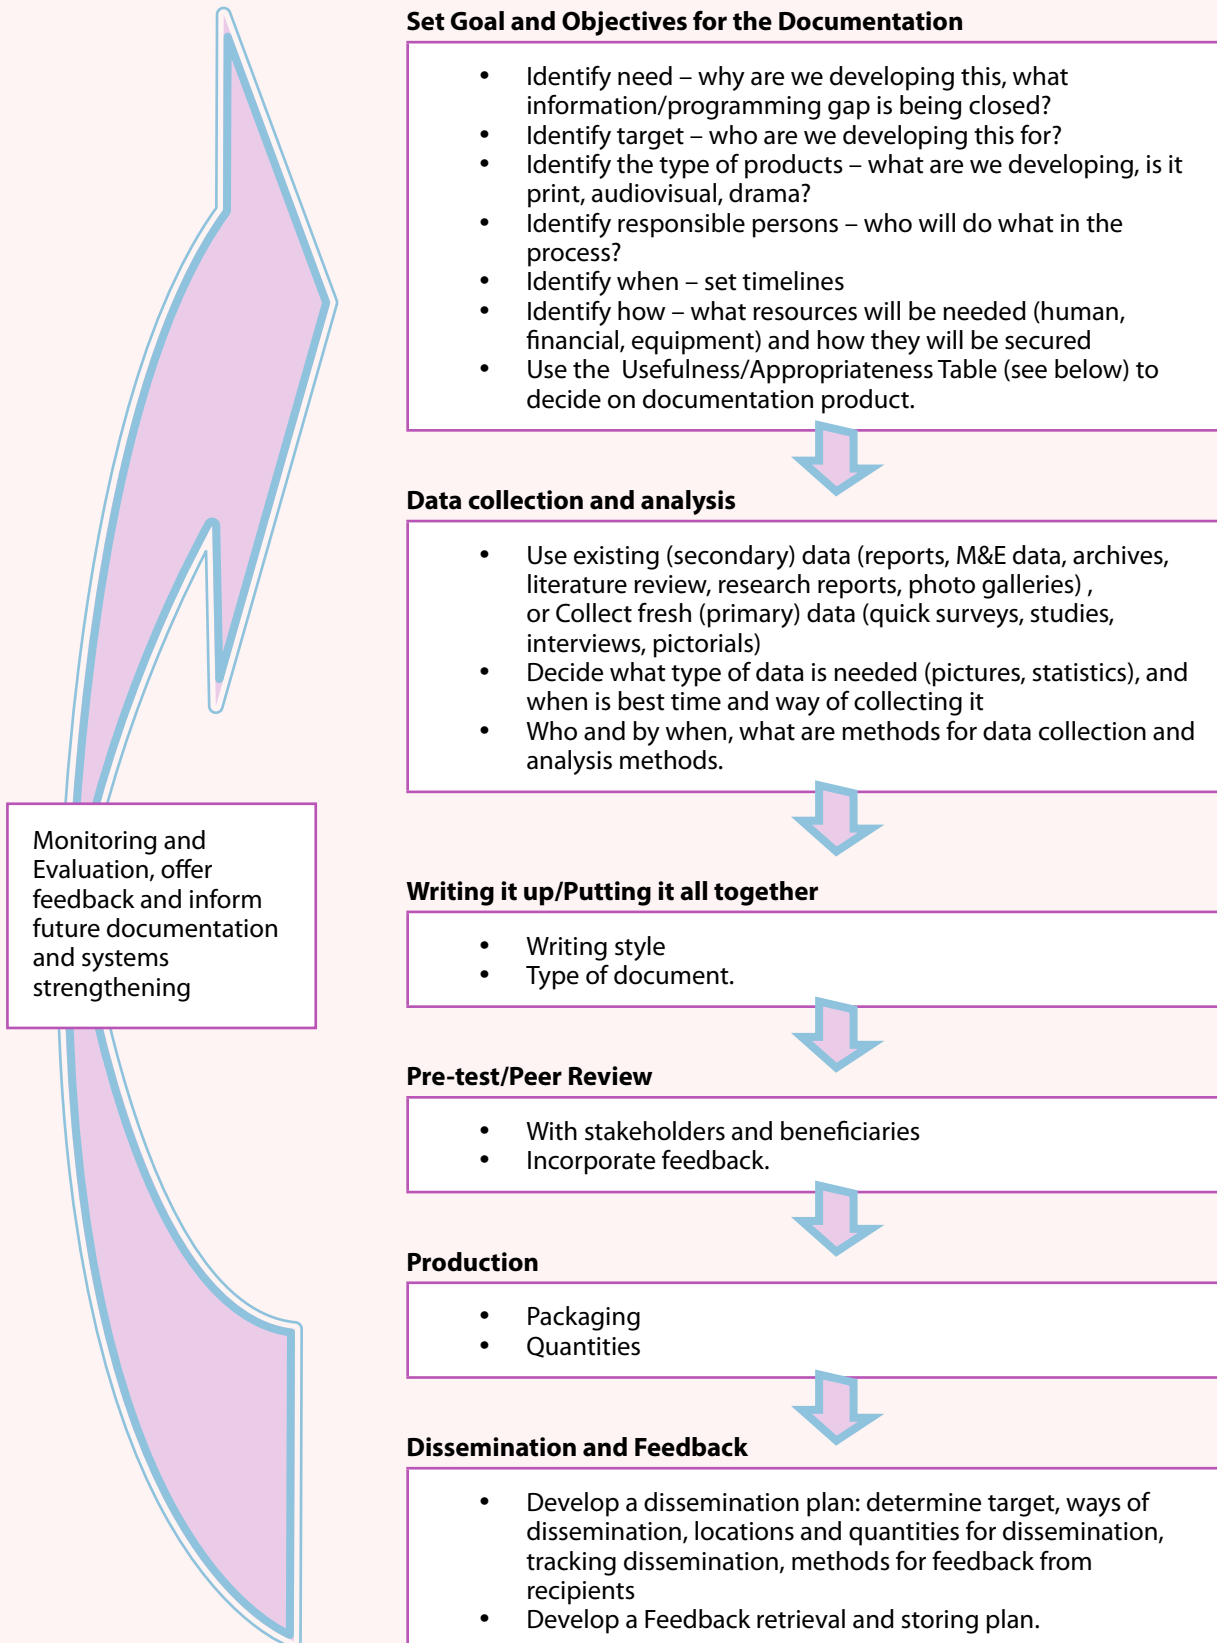 Set Goal and Objectives for the Documentation
• Identify need – why are we developing this, what
information/programming gap is being closed?
• Identify target – who are we developing this for?
• Identify the type of products – what are we developing, is it
print, audiovisual, drama?
• Identify responsible persons – who will do what in the
process?
• Identify when – set timelines
• Identify how – what resources will be needed (human,
financial, equipment) and how they will be secured
• Use the  Usefulness/Appropriateness Table (see below) to
decide on documentation product.
Data collection and analysis
• Use existing (secondary) data (reports, M&E data, archives,
literature review, research reports, photo galleries) ,
or Collect fresh (primary) data (quick surveys, studies,
interviews, pictorials)
• Decide what type of data is needed (pictures, statistics), and
when is best time and way of collecting it
• Who and by when, what are methods for data collection and
analysis methods.
Monitoring and
Evaluation, offer
feedback and inform
future documentation
and systems
strengthening
Writing it up/Putting it all together
• Writing style
• Type of document.
Pre-test/Peer Review
• With stakeholders and beneficiaries
• Incorporate feedback.
Production
• Packaging
• Quantities
Dissemination and Feedback
• Develop a dissemination plan: determine target, ways of
dissemination, locations and quantities for dissemination,
tracking dissemination, methods for feedback from
recipients
• Develop a Feedback retrieval and storing plan.